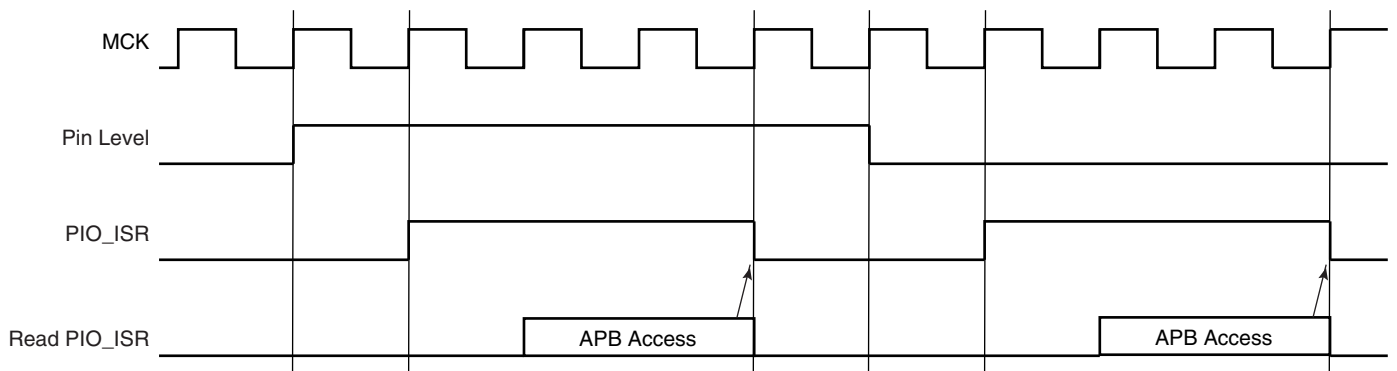 MCK
Pin Level
PIO_ISR
Read PIO_ISR
APB Access
APB Access